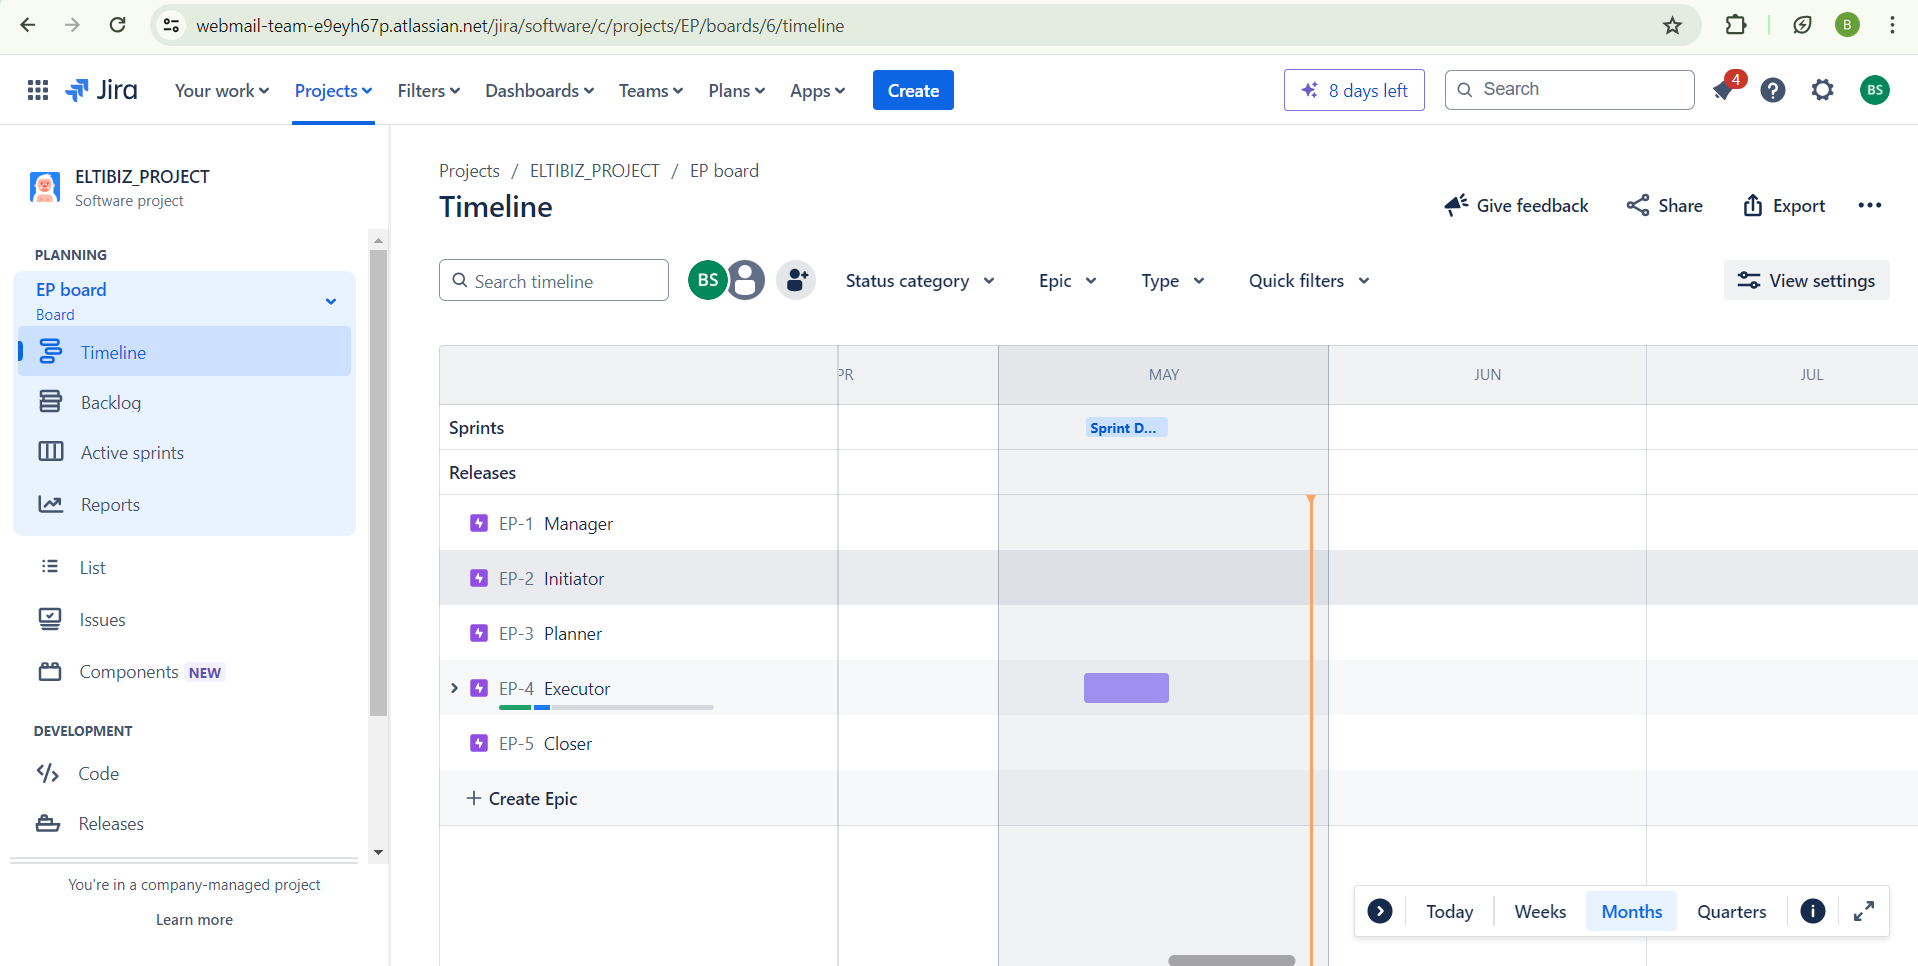 webmail-team-e9eyh67p.atlassian.net/jira/software/c/projects/EP/boards/6/timeline
B
Jira
Your work
Projects
Filters
Dashboards
Teams
Plans
Apps
Create
8 days left
Search
4
BS
ELTIBIZ_PROJECT
Software project
PLANNING
EP board
Board
Timeline
Backlog
Active sprints
Reports
List
Issues
Components NEW
DEVELOPMENT
Code
Releases
You're in a company-managed project
Learn more
Projects / ELTIBIZ_PROJECT / EP board
Timeline
Give feedback
Share
Export
Search timeline
BS
Status category
Epic
Type
Quick filters
View settings
PR
MAY
JUN
JUL
Sprints
Sprint D...
Releases
EP-1 Manager
EP-2 Initiator
EP-3 Planner
EP-4 Executor
EP-5 Closer
+ Create Epic
Today
Weeks
Months
Quarters